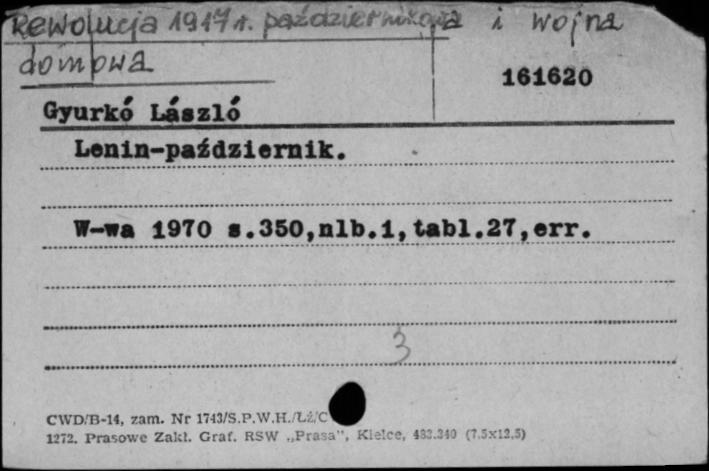 Rewolucja 1917 r. październikowa i wojna
domowa
161620
Gyurkó László
Lenin-październik.
W-wa 1970 s.350,nlb.1,tabl.27,err.
3
CWD/B-14, zam. Nr 1743/S.P.W.H./Łź/C
1272. Prasowe Zakł. Graf. RSW „Prasa”, Kielce, 483.340 (7,5x12,5)